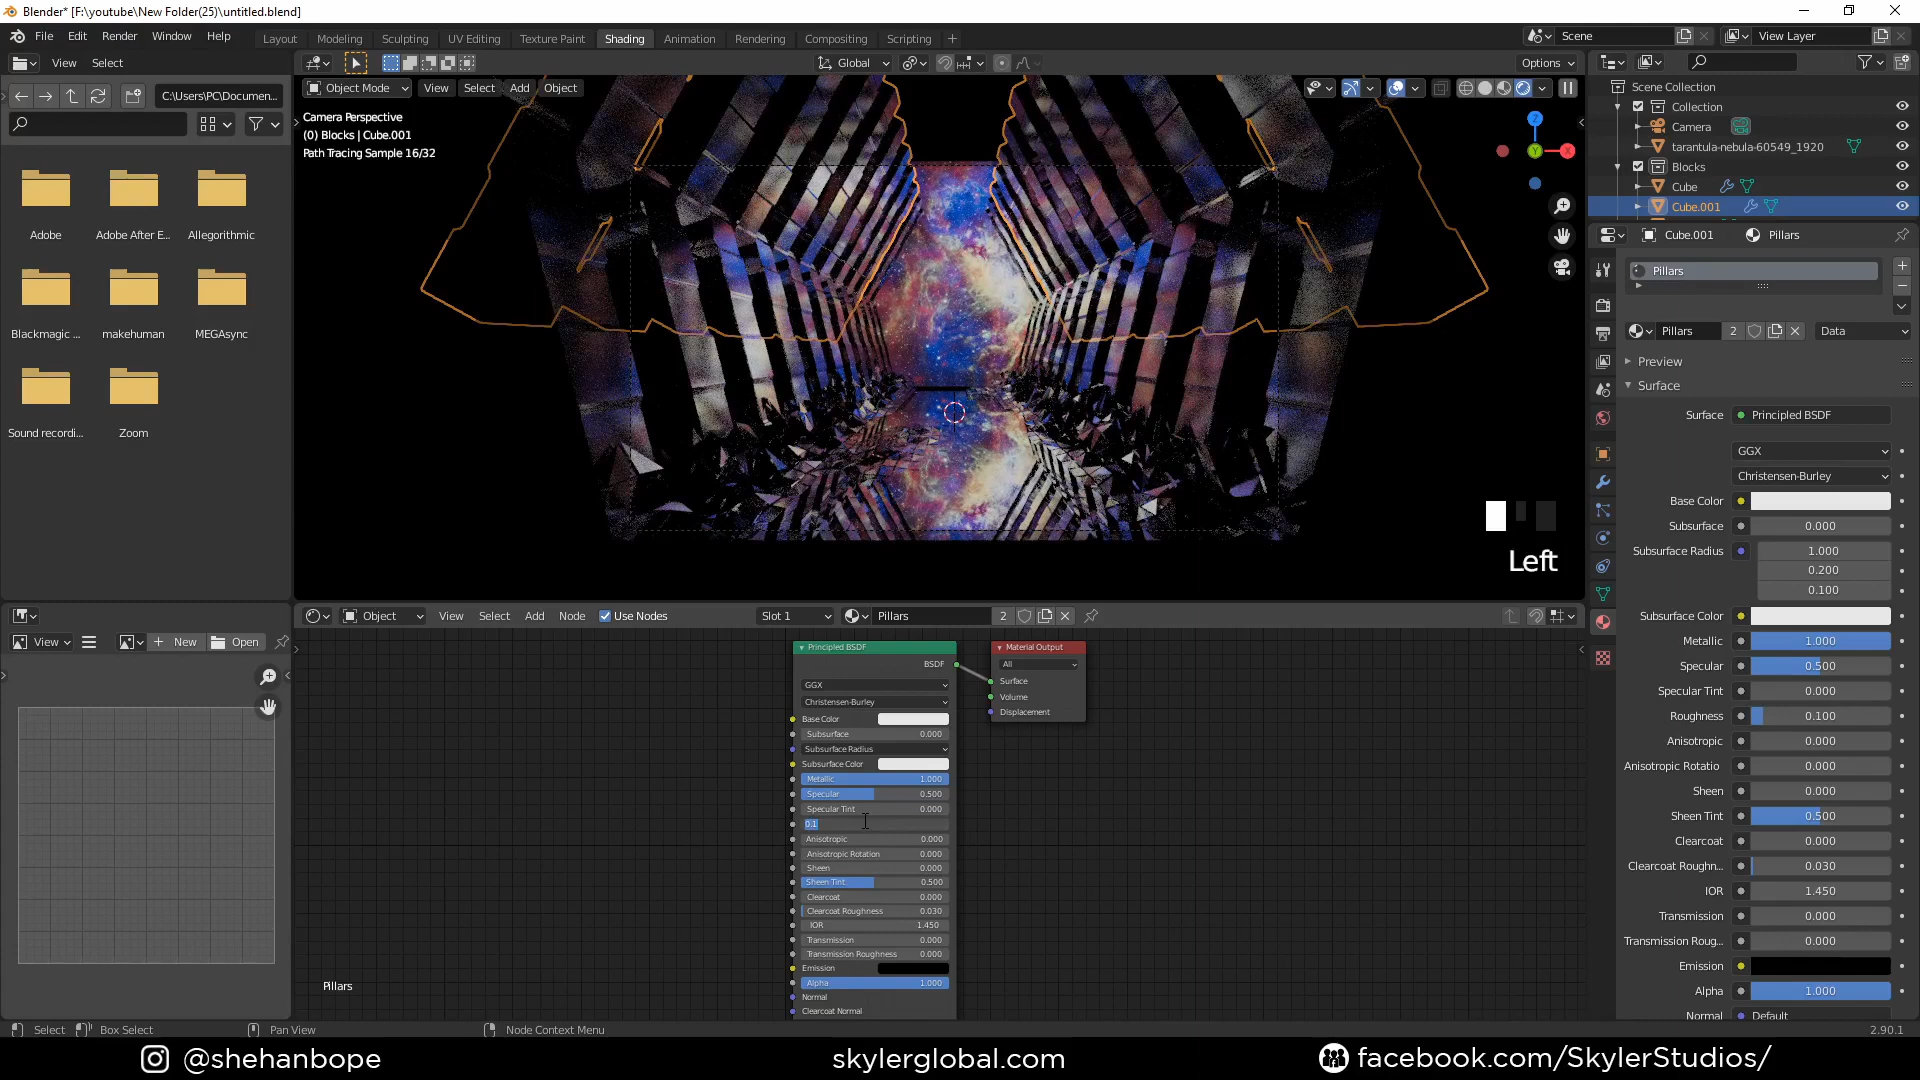 Blender* [F:\youtube\New Folder(25)\untitled.blend]
File Edit Render Window Help
Layout Modeling Sculpting UV Editing Texture Paint Shading Animation Rendering Compositing Scripting
Scene View Layer
View Select
Global
Options
C:\Users\PC\Documen...
Object Mode View Select Add Object
Camera Perspective
(0) Blocks | Cube.001
Path Tracing Sample 16/32
Adobe
Adobe After E...
Allegorithmic
Blackmagic ...
makehuman
MEGAsync
Sound recordi...
Zoom
Z
Y
X
Left
Scene Collection
Collection
Camera
tarantula-nebula-60549_1920
Blocks
Cube
Cube.001
Cube.001 Pillars
Pillars
Pillars 2 Data
Preview
Surface
Surface Principled BSDF
GGX
Christensen-Burley
Base Color
Subsurface 0.000
Subsurface Radius 1.000
0.200
0.100
Subsurface Color
Metallic 1.000
Specular 0.500
Specular Tint 0.000
Roughness 0.100
Anisotropic 0.000
Anisotropic Rotatio 0.000
Sheen 0.000
Sheen Tint 0.500
Clearcoat 0.000
Clearcoat Roughn... 0.030
IOR 1.450
Transmission 0.000
Transmission Roug... 0.000
Emission
Alpha 1.000
Normal Default
View New Open
Object View Select Add Node Use Nodes Slot 1 Pillars 2
Principled BSDF
BSDF
GGX
Christensen-Burley
Base Color
Subsurface 0.000
Subsurface Radius
Subsurface Color
Metallic 1.000
Specular 0.500
Specular Tint 0.000
0.1
Anisotropic 0.000
Anisotropic Rotation 0.000
Sheen 0.000
Sheen Tint 0.500
Clearcoat 0.000
Clearcoat Roughness 0.030
IOR 1.450
Transmission 0.000
Transmission Roughness 0.000
Emission
Alpha 1.000
Normal
Clearcoat Normal
Material Output
All
Surface
Volume
Displacement
Pillars
Select Box Select Pan View Node Context Menu 2.90.1
@shehanbope skylerglobal.com facebook.com/SkylerStudios/